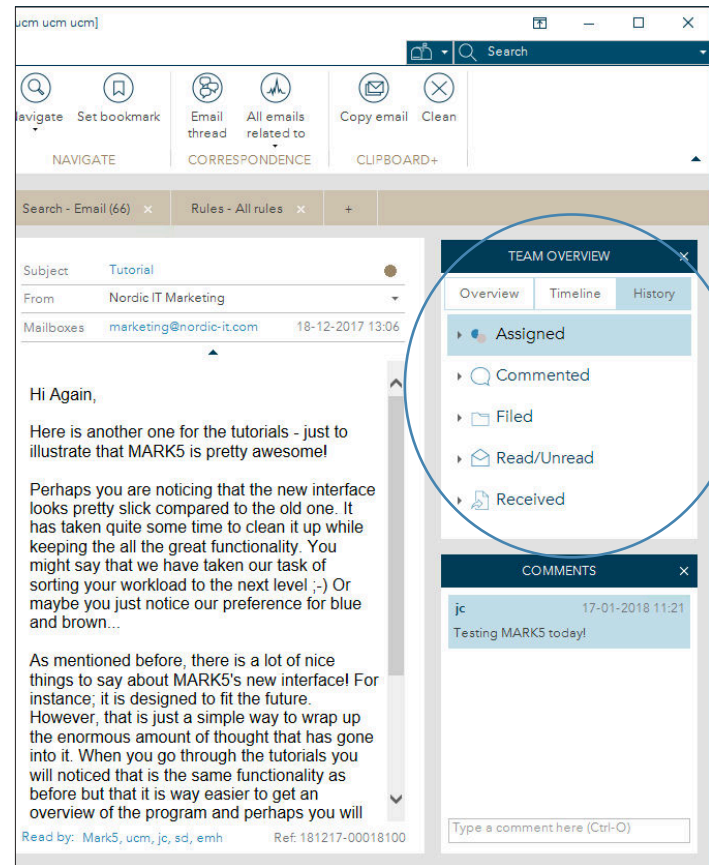 ucm ucm ucm]
Search
Navigate Set bookmark Email thread All emails related to Copy email Clean
NAVIGATE CORRESPONDENCE CLIPBOARD+
Search - Email (66) × Rules - All rules × +
Subject Tutorial
From Nordic IT Marketing
Mailboxes marketing@nordic-it.com 18-12-2017 13:06
Hi Again,
Here is another one for the tutorials - just to
illustrate that MARK5 is pretty awesome!
Perhaps you are noticing that the new interface
looks pretty slick compared to the old one. It
has taken quite some time to clean it up while
keeping the all the great functionality. You
might say that we have taken our task of
sorting your workload to the next level ;-) Or
maybe you just notice our preference for blue
and brown...
As mentioned before, there is a lot of nice
things to say about MARK5's new interface! For
instance; it is designed to fit the future.
However, that is just a simple way to wrap up
the enormous amount of thought that has gone
into it. When you go through the tutorials you
will noticed that is the same functionality as
before but that it is way easier to get an
overview of the program and perhaps you will
Read by: Mark5, ucm, jc, sd, emh Ref: 181217-00018100
TEAM OVERVIEW ×
Overview Timeline History
Assigned
Commented
Filed
Read/Unread
Received
COMMENTS ×
jc 17-01-2018 11:21
Testing MARK5 today!
Type a comment here (Ctrl-O)